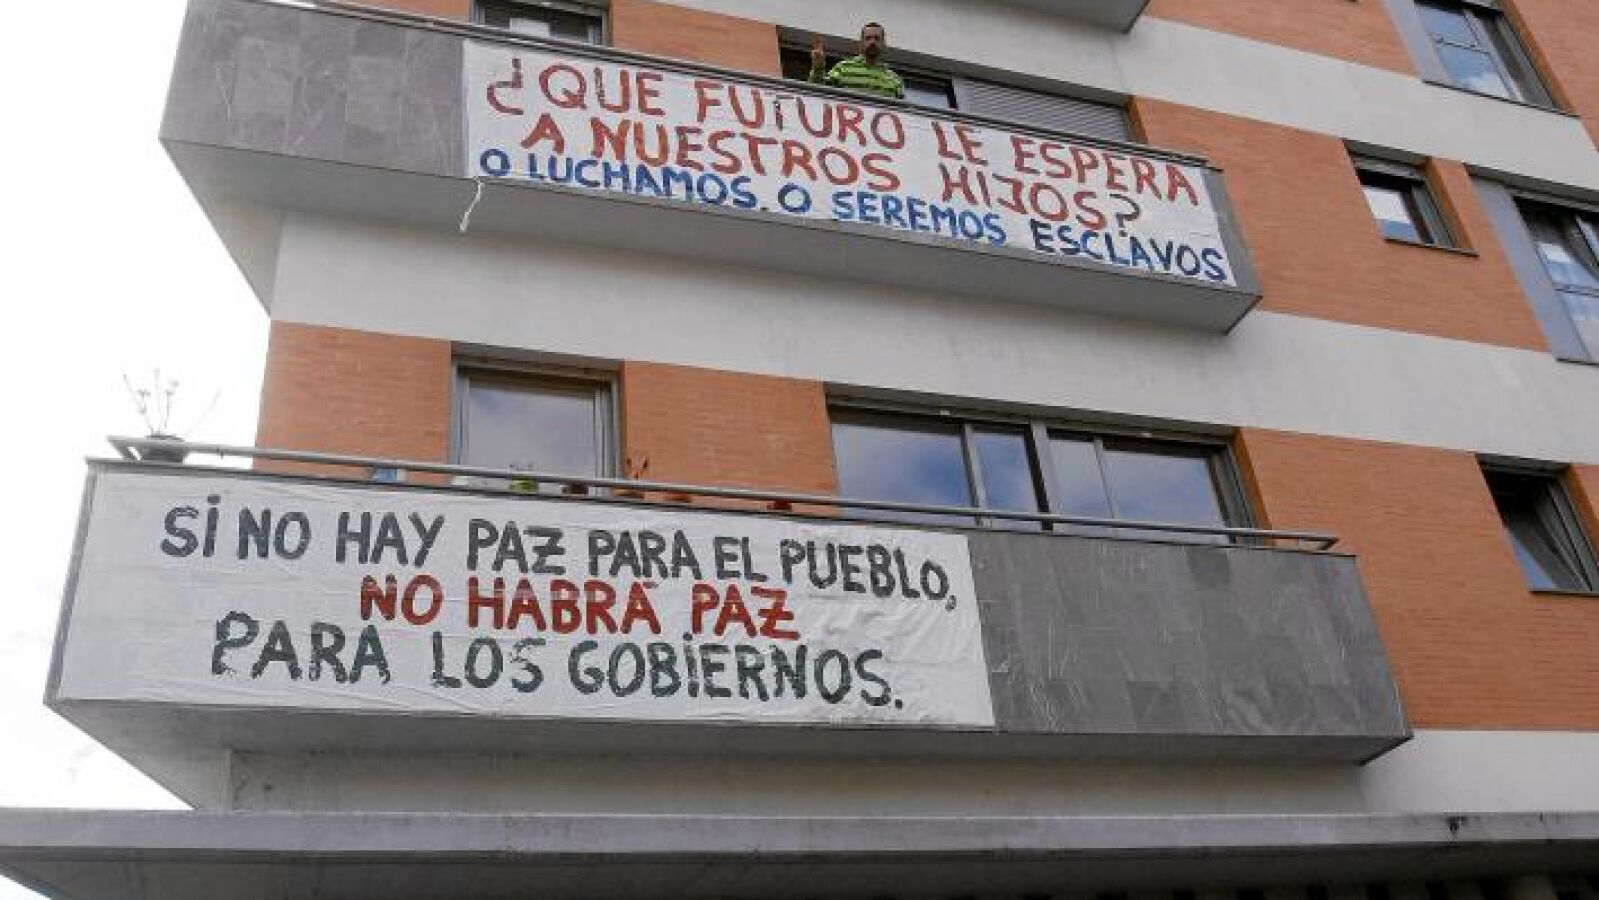 ¿QUE FUTURO LE ESPERA
A NUESTROS HIJOS?
O LUCHAMOS. O SEREMOS ESCLAVOS
Si NO HAY PAZ PARA EL PUEBLO,
NO HABRÁ PAZ
PARA LOS GOBiERNOS.